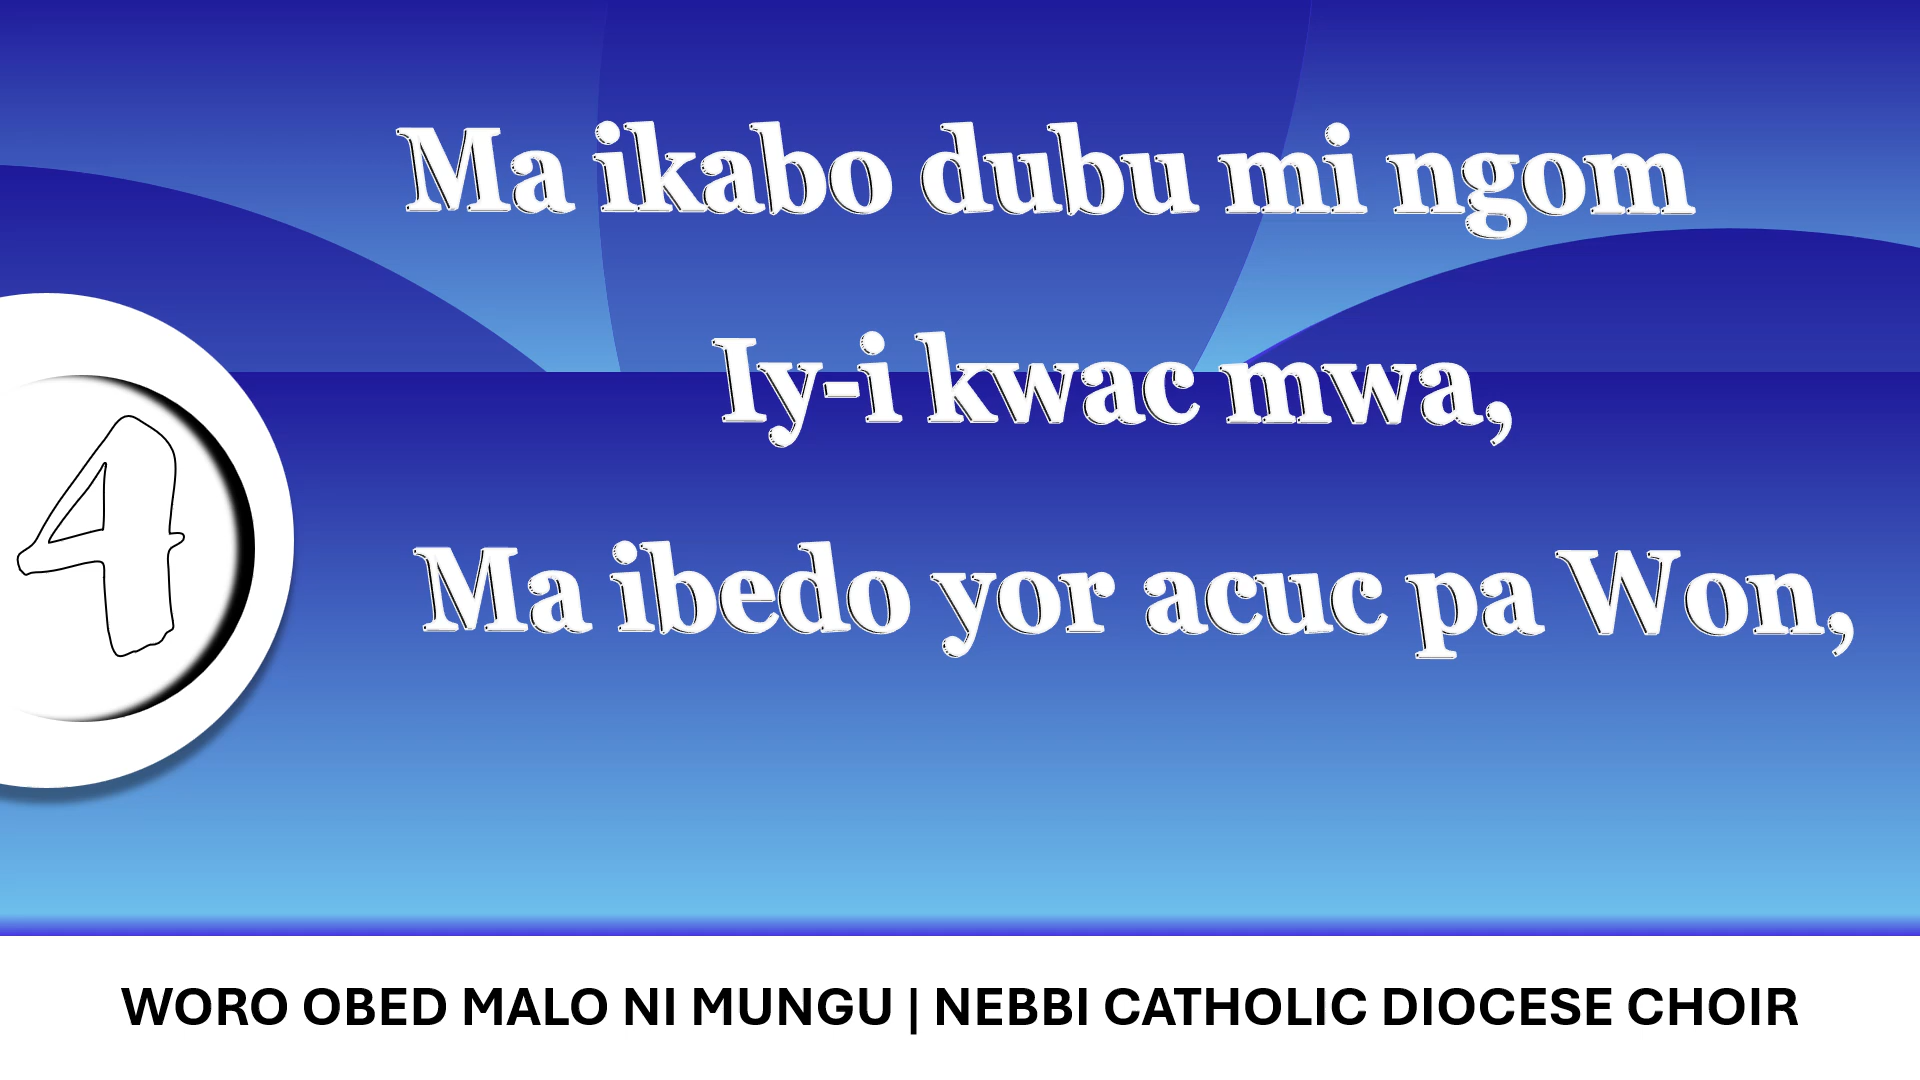 Ma ikabo dubu mi ngom
Iy-i kwac mwa,
4
Ma ibedo yor acuc pa Won,
WORO OBED MALO NI MUNGU | NEBBI CATHOLIC DIOCESE CHOIR